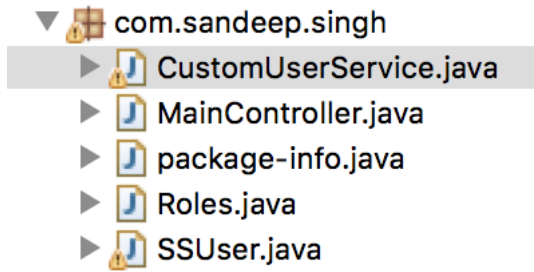 com.sandeep.singh
CustomUserService.java
MainController.java
package-info.java
Roles.java
SSUser.java